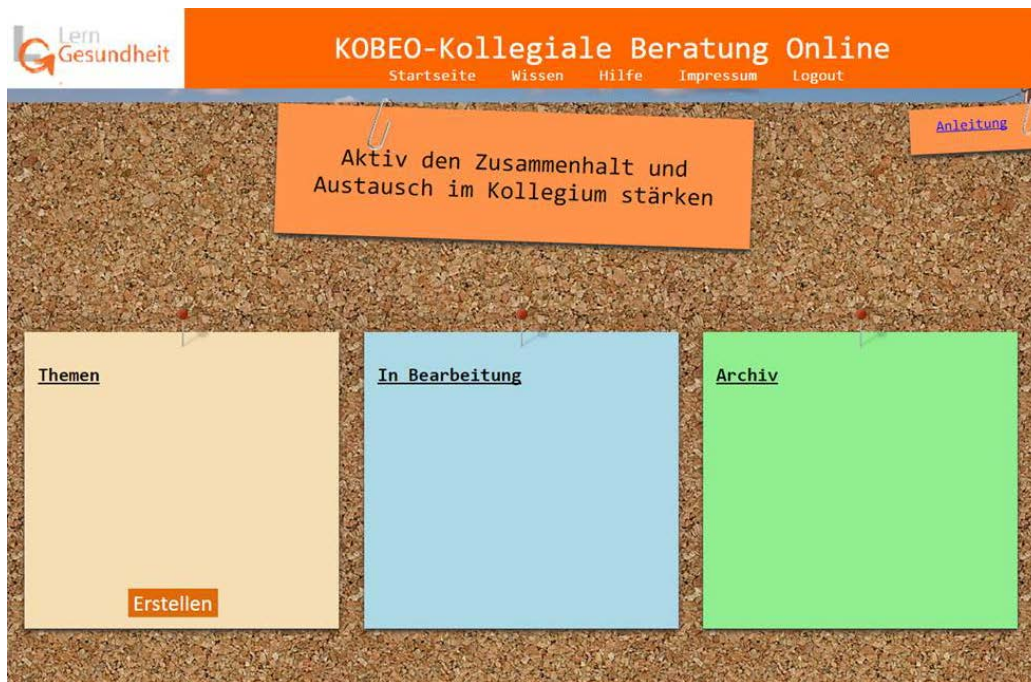 Lern
Gesundheit
KOBEO-Kollegiale Beratung Online
Startseite Wissen Hilfe Impressum Logout
Anleitung
Aktiv den Zusammenhalt und
Austausch im Kollegium stärken
Themen
In Bearbeitung
Archiv
Erstellen